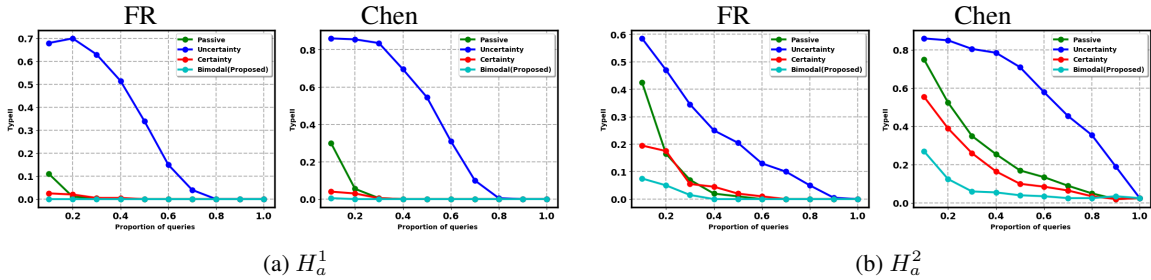 FR
0.7
0.6
0.5
0.4
0.3
0.2
0.1
0.0
TypeII
Passive
Uncertainty
Certainty
Bimodal(Proposed)
0.2 0.4 0.6 0.8 1.0
Proportion of queries
Chen
0.8
0.6
0.4
0.2
0.0
TypeII
Passive
Uncertainty
Certainty
Bimodal(Proposed)
0.2 0.4 0.6 0.8 1.0
Proportion of queries
(a) $H_a^1$
FR
0.6
0.5
0.4
0.3
0.2
0.1
0.0
TypeII
Passive
Uncertainty
Certainty
Bimodal(Proposed)
0.2 0.4 0.6 0.8 1.0
Proportion of queries
Chen
0.8
0.6
0.4
0.2
0.0
TypeII
Passive
Uncertainty
Certainty
Bimodal(Proposed)
0.2 0.4 0.6 0.8 1.0
Proportion of queries
(b) $H_a^2$